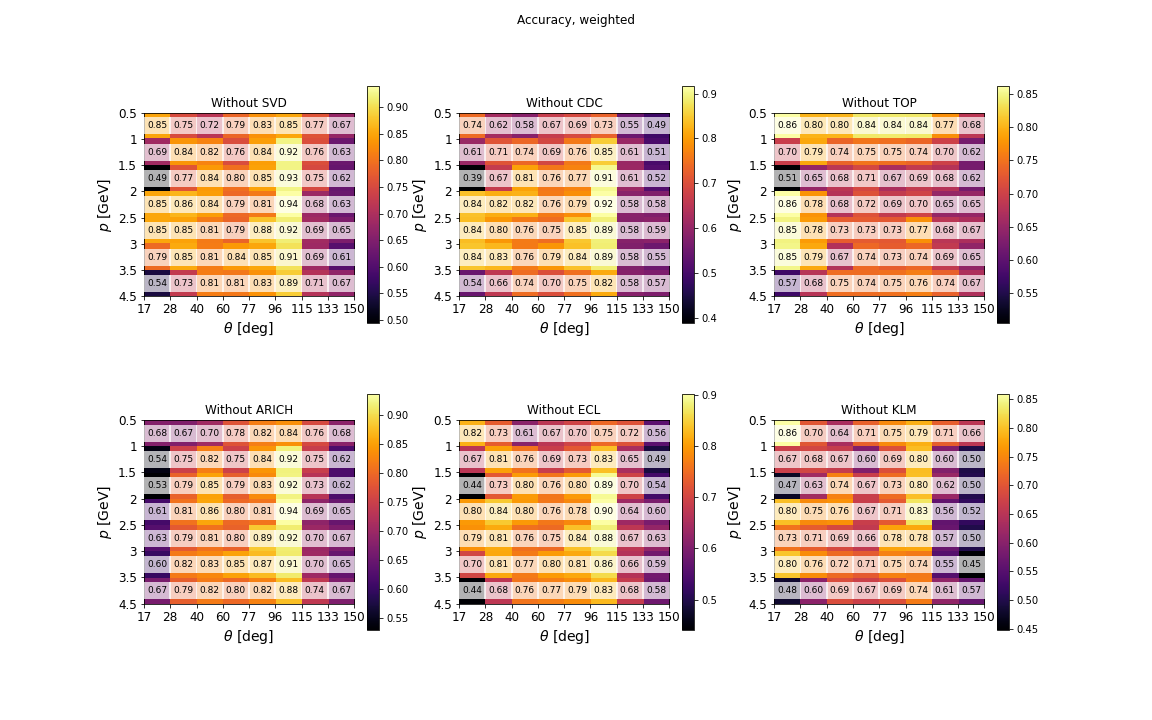 Accuracy, weighted
Without SVD
0.5 0.85 0.75 0.72 0.79 0.83 0.85 0.77 0.67
1 0.69 0.84 0.82 0.76 0.84 0.92 0.76 0.63
1.5 0.49 0.77 0.84 0.80 0.85 0.93 0.75 0.62
2 0.85 0.86 0.84 0.79 0.81 0.94 0.68 0.63
2.5 0.85 0.85 0.81 0.79 0.88 0.92 0.69 0.65
3 0.79 0.85 0.81 0.84 0.85 0.91 0.69 0.61
3.5 0.54 0.73 0.81 0.81 0.83 0.89 0.71 0.67
4.5
17 28 40 60 77 96 115 133 150
θ [deg]
p [GeV]
0.90
0.85
0.80
0.75
0.70
0.65
0.60
0.55
0.50
Without CDC
0.5 0.74 0.62 0.58 0.67 0.69 0.73 0.55 0.49
1 0.61 0.71 0.74 0.69 0.76 0.85 0.61 0.51
1.5 0.39 0.67 0.81 0.76 0.77 0.91 0.61 0.52
2 0.84 0.82 0.82 0.76 0.79 0.92 0.58 0.58
2.5 0.84 0.80 0.76 0.75 0.85 0.89 0.58 0.59
3 0.84 0.83 0.76 0.79 0.84 0.89 0.58 0.55
3.5 0.54 0.66 0.74 0.70 0.75 0.82 0.58 0.57
4.5
17 28 40 60 77 96 115 133 150
θ [deg]
p [GeV]
0.9
0.8
0.7
0.6
0.5
0.4
Without TOP
0.5 0.86 0.80 0.80 0.84 0.84 0.84 0.77 0.68
1 0.70 0.79 0.74 0.75 0.75 0.74 0.70 0.62
1.5 0.51 0.65 0.68 0.71 0.67 0.69 0.68 0.62
2 0.86 0.78 0.68 0.72 0.69 0.70 0.65 0.65
2.5 0.85 0.78 0.73 0.73 0.73 0.77 0.68 0.67
3 0.85 0.79 0.67 0.74 0.73 0.74 0.69 0.65
3.5 0.57 0.68 0.75 0.74 0.75 0.76 0.74 0.67
4.5
17 28 40 60 77 96 115 133 150
θ [deg]
p [GeV]
0.85
0.80
0.75
0.70
0.65
0.60
0.55
Without ARICH
0.5 0.68 0.67 0.70 0.78 0.82 0.84 0.76 0.68
1 0.54 0.75 0.82 0.75 0.84 0.92 0.75 0.62
1.5 0.53 0.79 0.85 0.79 0.83 0.92 0.75 0.62
2 0.61 0.81 0.86 0.80 0.81 0.94 0.69 0.65
2.5 0.63 0.79 0.81 0.80 0.89 0.92 0.70 0.67
3 0.60 0.82 0.83 0.85 0.87 0.91 0.70 0.65
3.5 0.67 0.79 0.82 0.80 0.82 0.88 0.74 0.67
4.5
17 28 40 60 77 96 115 133 150
θ [deg]
p [GeV]
0.90
0.85
0.80
0.75
0.70
0.65
0.60
0.55
Without ECL
0.5 0.82 0.73 0.61 0.67 0.70 0.75 0.72 0.56
1 0.67 0.81 0.76 0.69 0.73 0.83 0.65 0.49
1.5 0.44 0.73 0.80 0.76 0.80 0.89 0.70 0.54
2 0.80 0.84 0.80 0.76 0.78 0.90 0.64 0.60
2.5 0.79 0.81 0.76 0.75 0.84 0.88 0.67 0.63
3 0.70 0.81 0.77 0.80 0.81 0.86 0.66 0.59
3.5 0.44 0.68 0.76 0.77 0.79 0.83 0.68 0.58
4.5
17 28 40 60 77 96 115 133 150
θ [deg]
p [GeV]
0.9
0.8
0.7
0.6
0.5
Without KLM
0.5 0.86 0.70 0.64 0.71 0.75 0.79 0.71 0.66
1 0.67 0.68 0.67 0.60 0.69 0.80 0.60 0.50
1.5 0.47 0.63 0.74 0.67 0.73 0.80 0.62 0.50
2 0.80 0.75 0.76 0.67 0.71 0.83 0.56 0.52
2.5 0.73 0.71 0.69 0.66 0.78 0.78 0.57 0.50
3 0.80 0.76 0.72 0.71 0.75 0.74 0.55 0.45
3.5 0.48 0.60 0.69 0.67 0.69 0.74 0.61 0.57
4.5
17 28 40 60 77 96 115 133 150
θ [deg]
p [GeV]
0.85
0.80
0.75
0.70
0.65
0.60
0.55
0.50
0.45